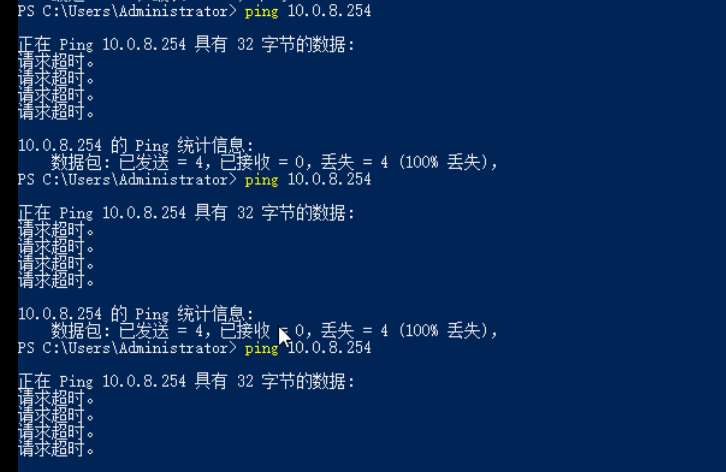 PS C:\Users\Administrator> ping 10.0.8.254
正在 Ping 10.0.8.254 具有 32 字节的数据:
请求超时。
请求超时。
请求超时。
请求超时。
10.0.8.254 的 Ping 统计信息:
数据包: 已发送 = 4，已接收 = 0，丢失 = 4 (100% 丢失)，
PS C:\Users\Administrator> ping 10.0.8.254
正在 Ping 10.0.8.254 具有 32 字节的数据:
请求超时。
请求超时。
请求超时。
请求超时。
10.0.8.254 的 Ping 统计信息:
数据包: 已发送 = 4，已接收 = 0，丢失 = 4 (100% 丢失)，
PS C:\Users\Administrator> ping 10.0.8.254
正在 Ping 10.0.8.254 具有 32 字节的数据:
请求超时。
请求超时。
请求超时。
请求超时。